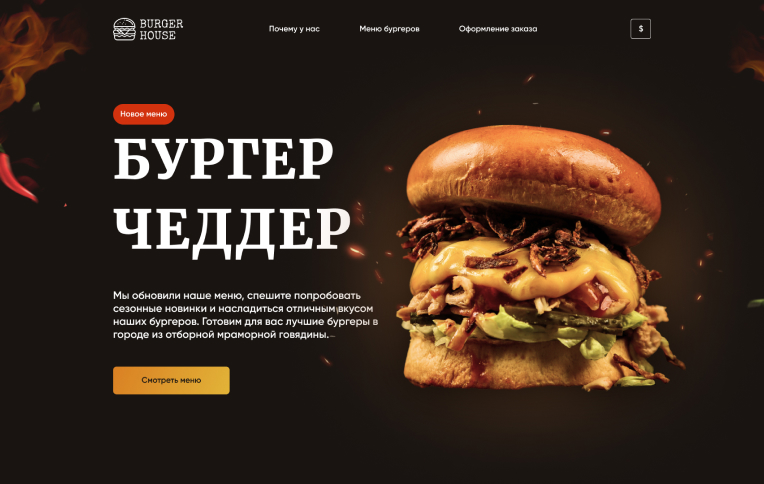 BURGER
HOUSE
Почему у нас
Меню бургеров
Оформление заказа
$
Новое меню
БУРГЕР
ЧЕДДЕР
Мы обновили наше меню, спешите попробовать
сезонные новинки и насладиться отличным вкусом
наших бургеров. Готовим для вас лучшие бургеры в
городе из отборной мраморной говядины.
Смотреть меню